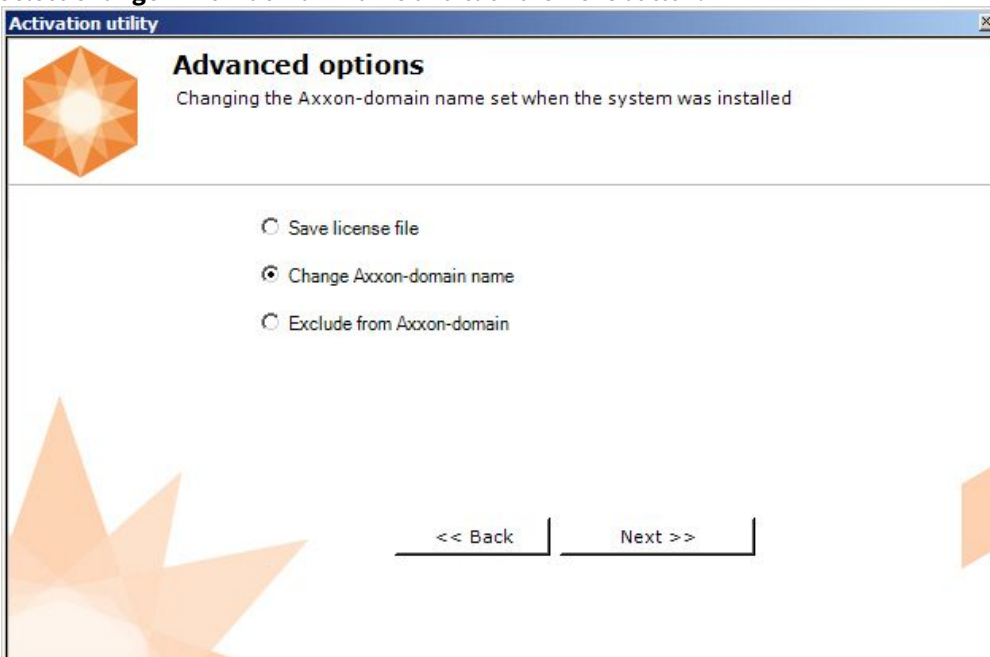 Activation utility
Advanced options
Changing the Axxon-domain name set when the system was installed
Save license file
Change Axxon-domain name
Exclude from Axxon-domain
<< Back
Next >>